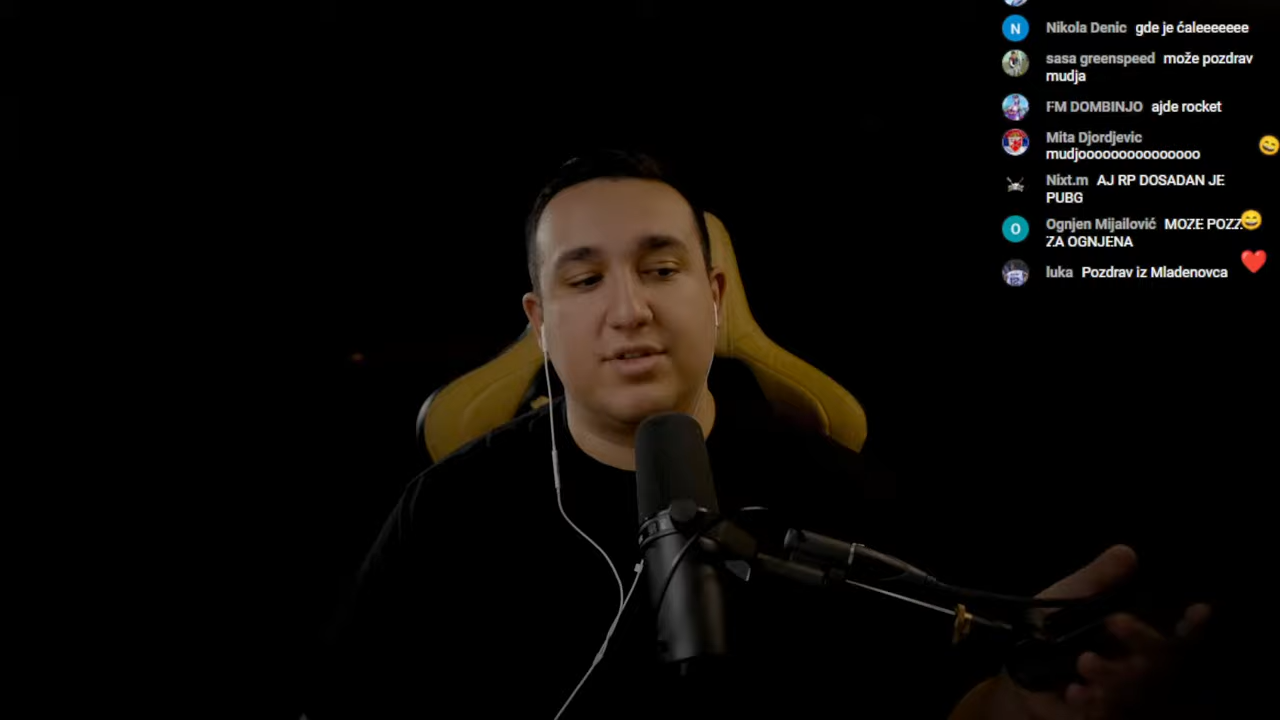 N Nikola Denic gde je ćaleeeeeee
sasa greenspeed može pozdrav
mudja
FM DOMBINJO ajde rocket
Mita Djordjevic
mudjooooooooooooooo
Nixt.m AJ RP DOSADAN JE
PUBG
O Ognjen Mijailović MOZE POZZ
ZA OGNJENA
luka Pozdrav iz Mladenovca